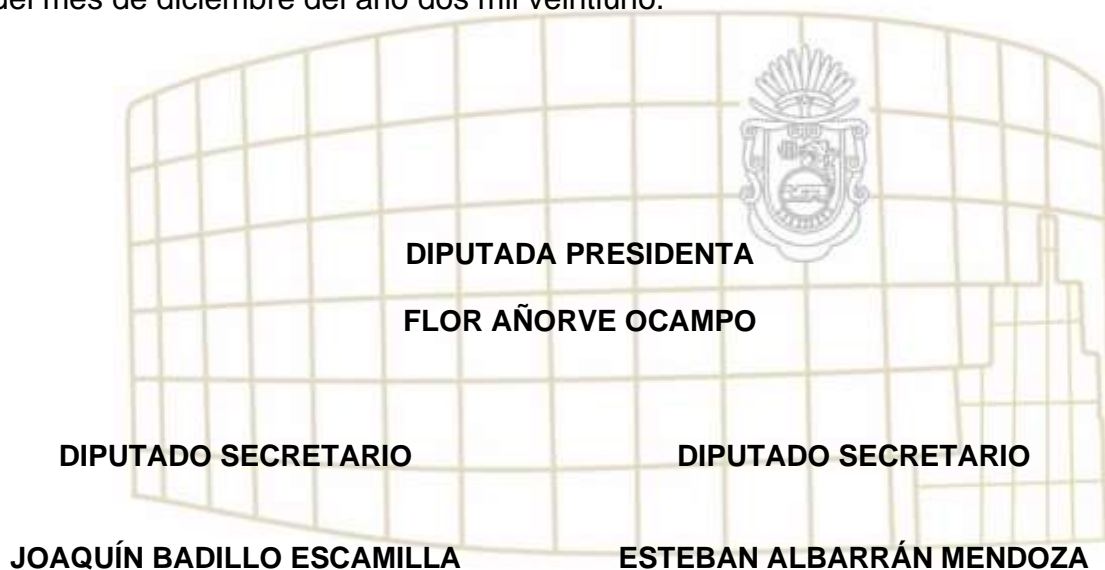 del mes de diciembre del año dos mil veintiuno.
DIPUTADA PRESIDENTA
FLOR AÑORVE OCAMPO
DIPUTADO SECRETARIO DIPUTADO SECRETARIO
JOAQUÍN BADILLO ESCAMILLA ESTEBAN ALBARRÁN MENDOZA